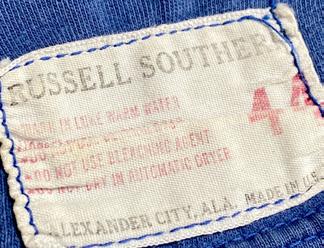 RUSSELL SOUTHERN
WASH IN LUKE WARM WATER
44
DO NOT USE BLEACHING AGENT
DO NOT DRY IN AUTOMATIC DRYER
ALEXANDER CITY, ALA. MADE IN U.S.